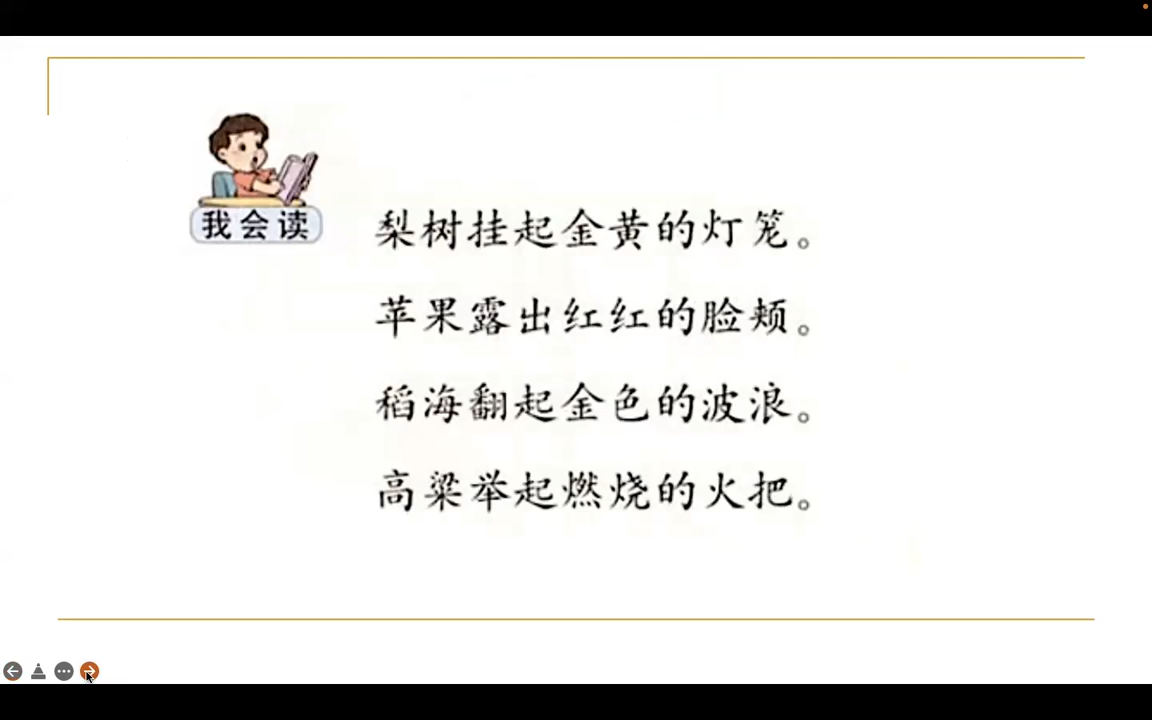 我会读
梨树挂起金黄的灯笼。
苹果露出红红的脸颊。
稻海翻起金色的波浪。
高粱举起燃烧的火把。